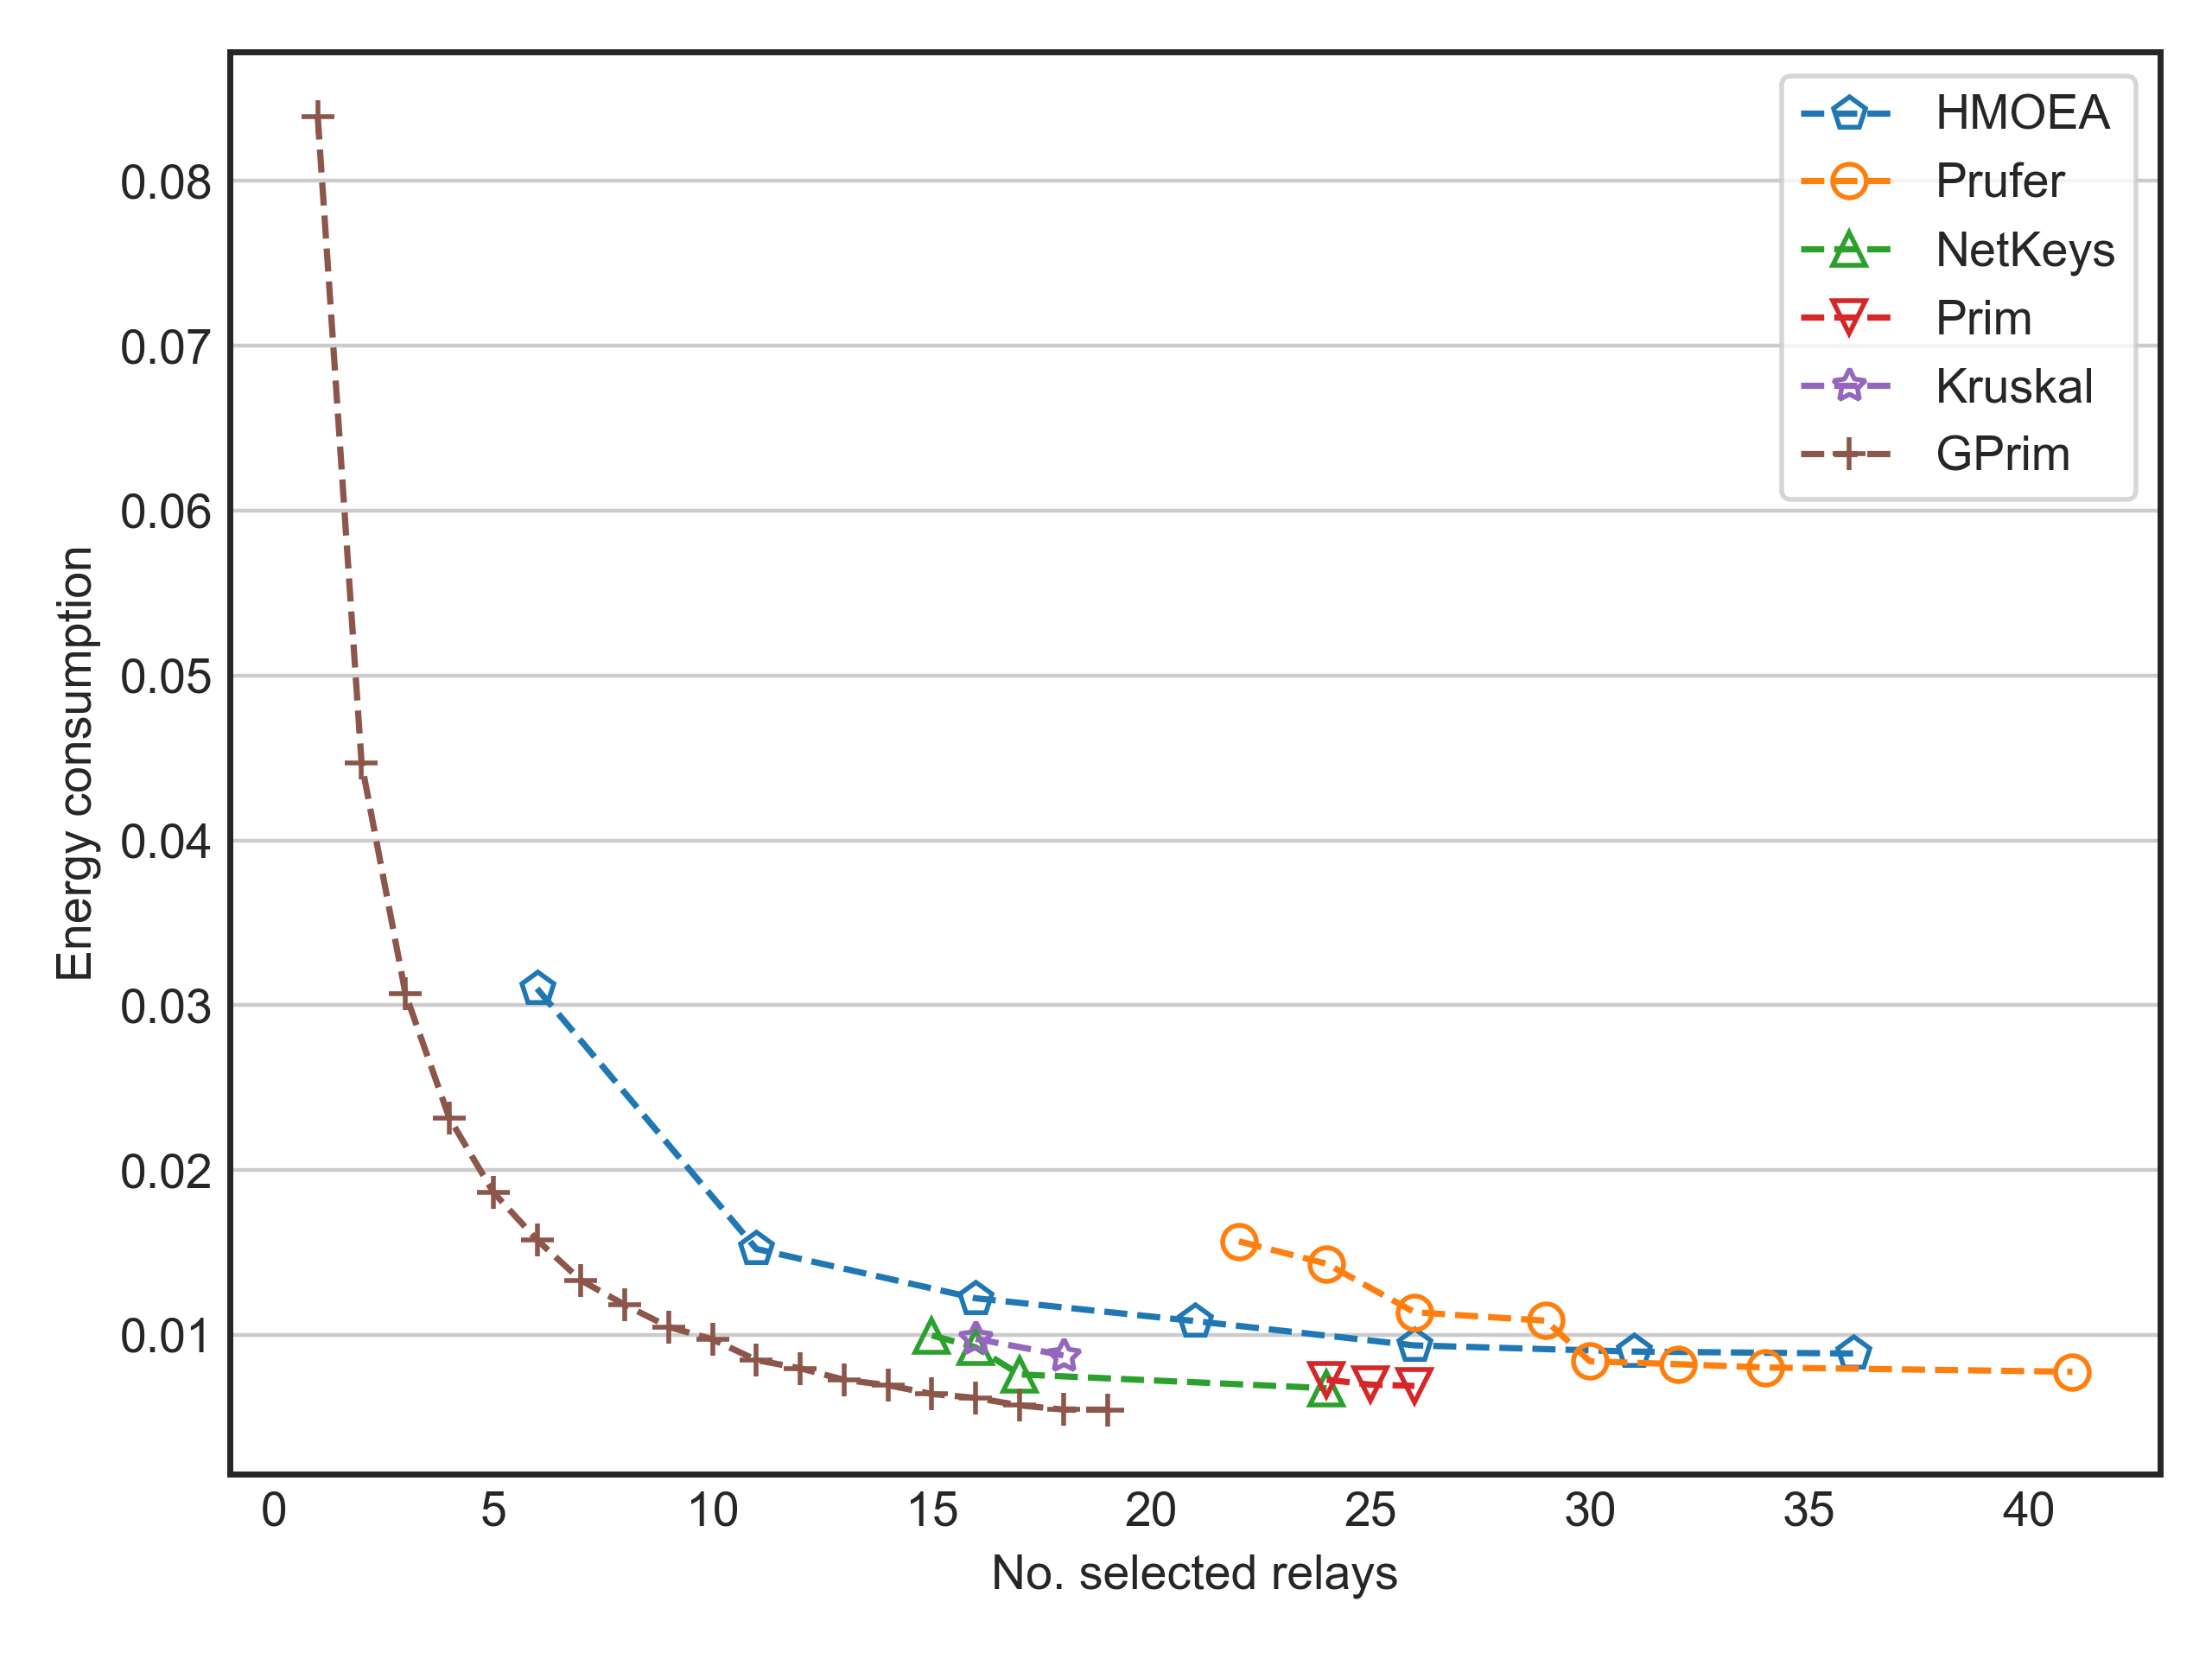 HMOEA
Prufer
NetKeys
Prim
Kruskal
GPrim
Energy consumption
0.08
0.07
0.06
0.05
0.04
0.03
0.02
0.01
0 5 10 15 20 25 30 35 40
No. selected relays